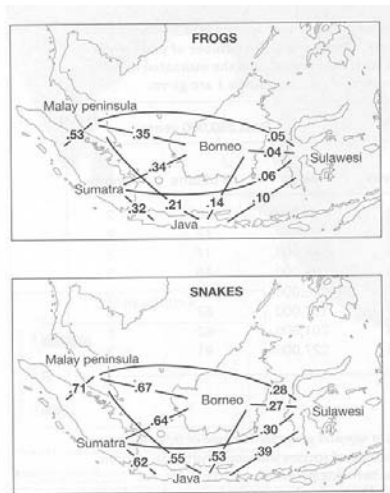 FROGS
Malay peninsula
.53
.35
.05
Borneo
.04
Sulawesi
.34
.06
Sumatra
.32
.21
.14
.10
Java
SNAKES
Malay peninsula
.71
.67
.28
Borneo
.27
Sulawesi
.64
.30
Sumatra
.62
.55
.53
.39
Java